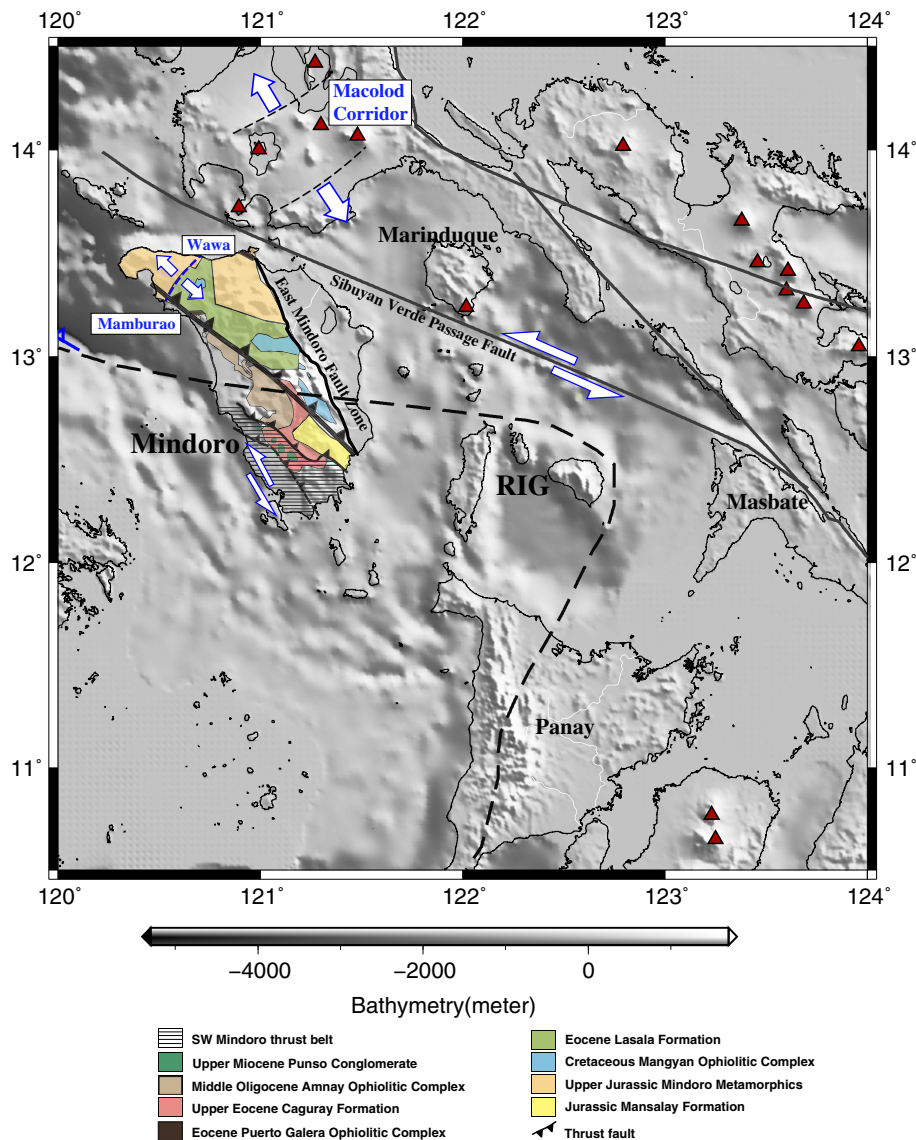 120˚ 121˚ 122˚ 123˚ 124˚
Macolod
Corridor
14˚ 14˚
Marinduque
Wawa
Sibuyan Verde Passage Fault
East Mindoro Fault Zone
Mamburao
13˚ 13˚
Mindoro
RIG
Masbate
12˚ 12˚
Panay
11˚ 11˚
120˚ 121˚ 122˚ 123˚ 124˚
−4000 −2000 0
Bathymetry(meter)
SW Mindoro thrust belt
Upper Miocene Punso Conglomerate
Middle Oligocene Amnay Ophiolitic Complex
Upper Eocene Caguray Formation
Eocene Puerto Galera Ophiolitic Complex
Eocene Lasala Formation
Cretaceous Mangyan Ophiolitic Complex
Upper Jurassic Mindoro Metamorphics
Jurassic Mansalay Formation
Thrust fault